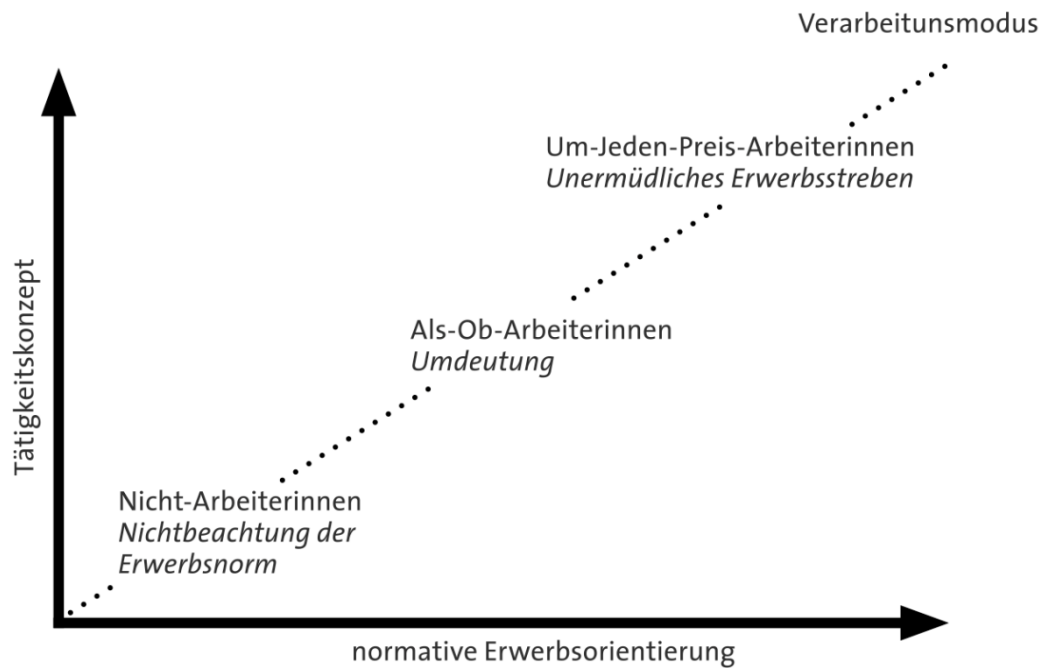 Verarbeitunsmodus
Um-Jeden-Preis-Arbeiterinnen
Unermüdliches Erwerbsstreben
Als-Ob-Arbeiterinnen
Umdeutung
Tätigkeitskonzept
Nicht-Arbeiterinnen
Nichtbeachtung der
Erwerbsnorm
normative Erwerbsorientierung